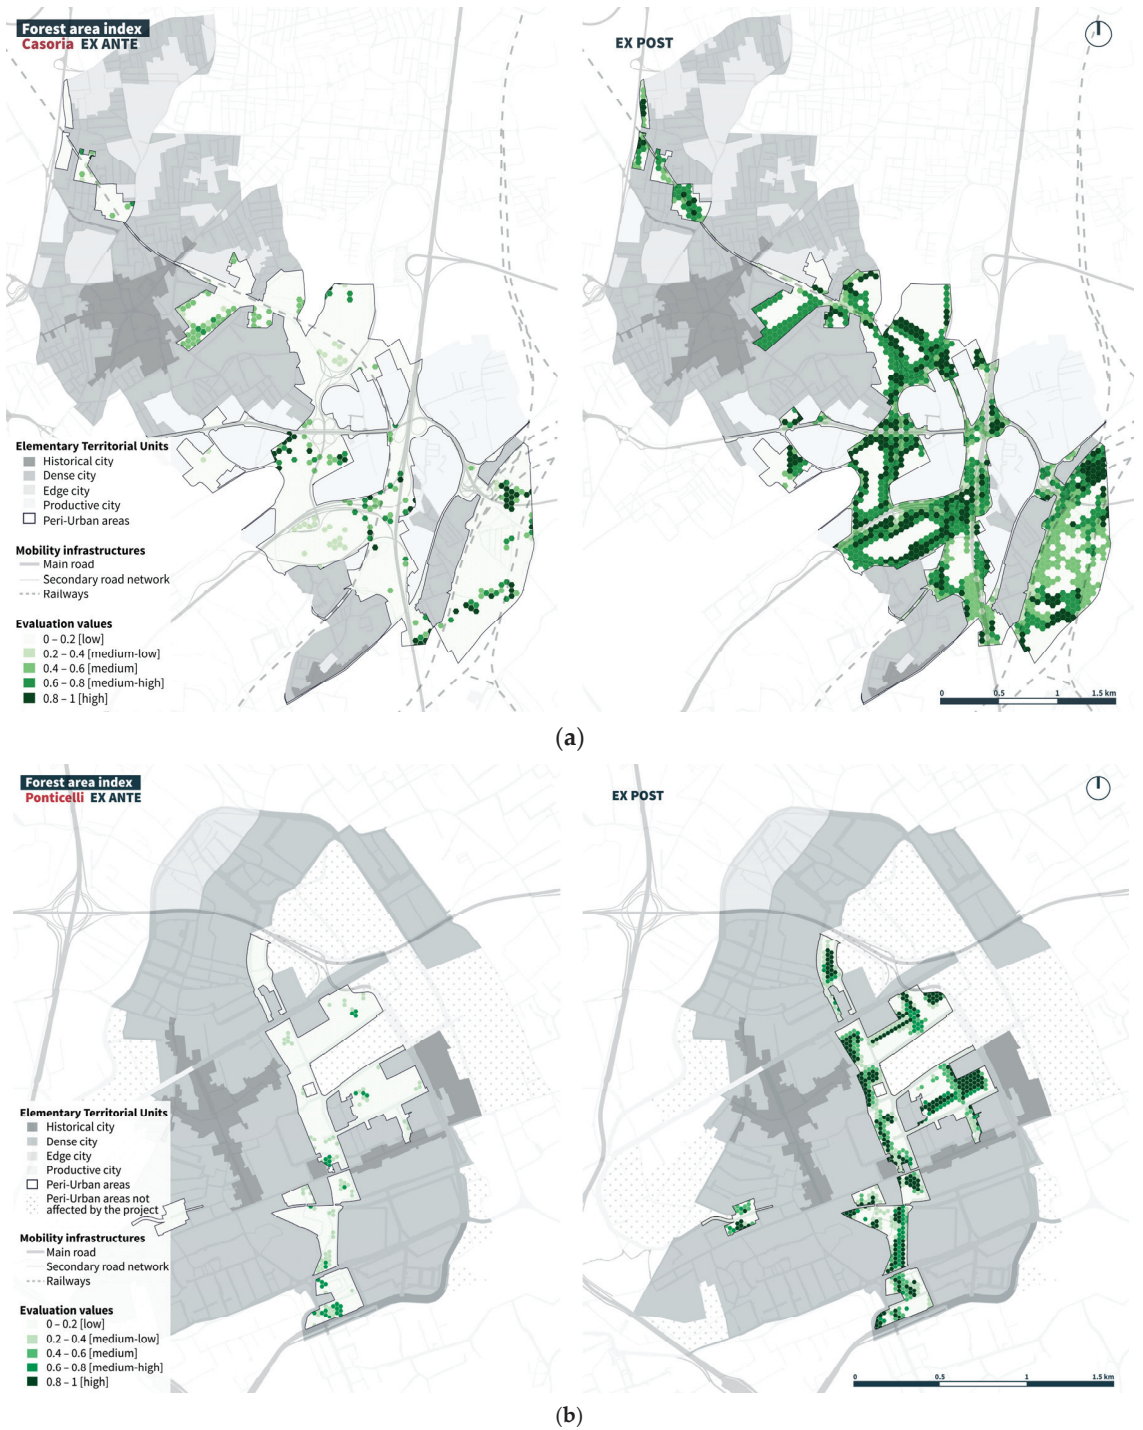 Forest area index
Casoria EX ANTE
EX POST
Elementary Territorial Units
Historical city
Dense city
Edge city
Productive city
Peri-Urban areas
Mobility infrastructures
Main road
Secondary road network
Railways
Evaluation values
0 – 0.2 [low]
0.2 – 0.4 [medium-low]
0.4 – 0.6 [medium]
0.6 – 0.8 [medium-high]
0.8 – 1 [high]
0 0.5 1 1.5 km
(a)
Forest area index
Ponticelli EX ANTE
EX POST
Elementary Territorial Units
Historical city
Dense city
Edge city
Productive city
Peri-Urban areas
Peri-Urban areas not
affected by the project
Mobility infrastructures
Main road
Secondary road network
Railways
Evaluation values
0 – 0.2 [low]
0.2 – 0.4 [medium-low]
0.4 – 0.6 [medium]
0.6 – 0.8 [medium-high]
0.8 – 1 [high]
0 0.5 1 1.5 km
(b)